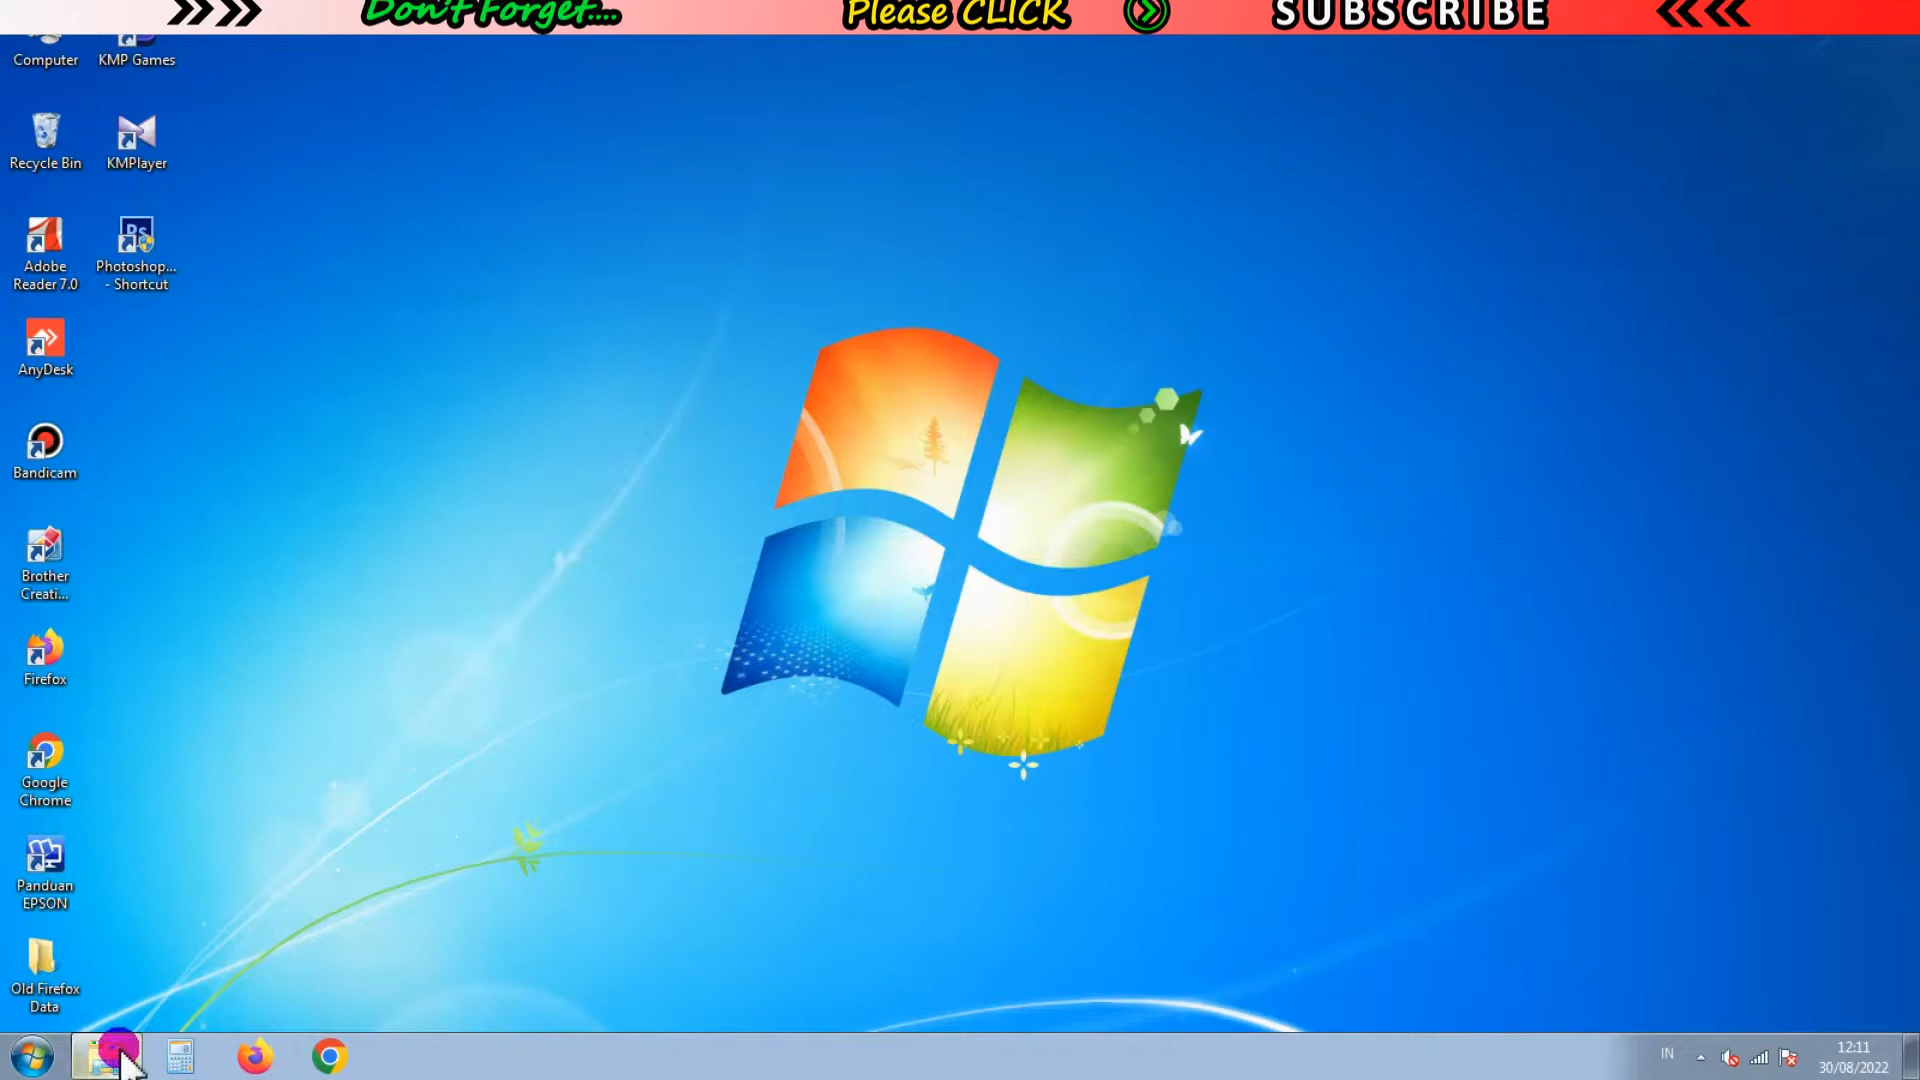 Don't Forget.... Please CLICK SUBSCRIBE
Computer
KMP Games
Recycle Bin
KMPlayer
Adobe
Reader 7.0
Ps
Photoshop...
- Shortcut
AnyDesk
Bandicam
Brother
Creati...
Firefox
Google
Chrome
Panduan
EPSON
Old Firefox
Data
IN
12:11
30/08/2022